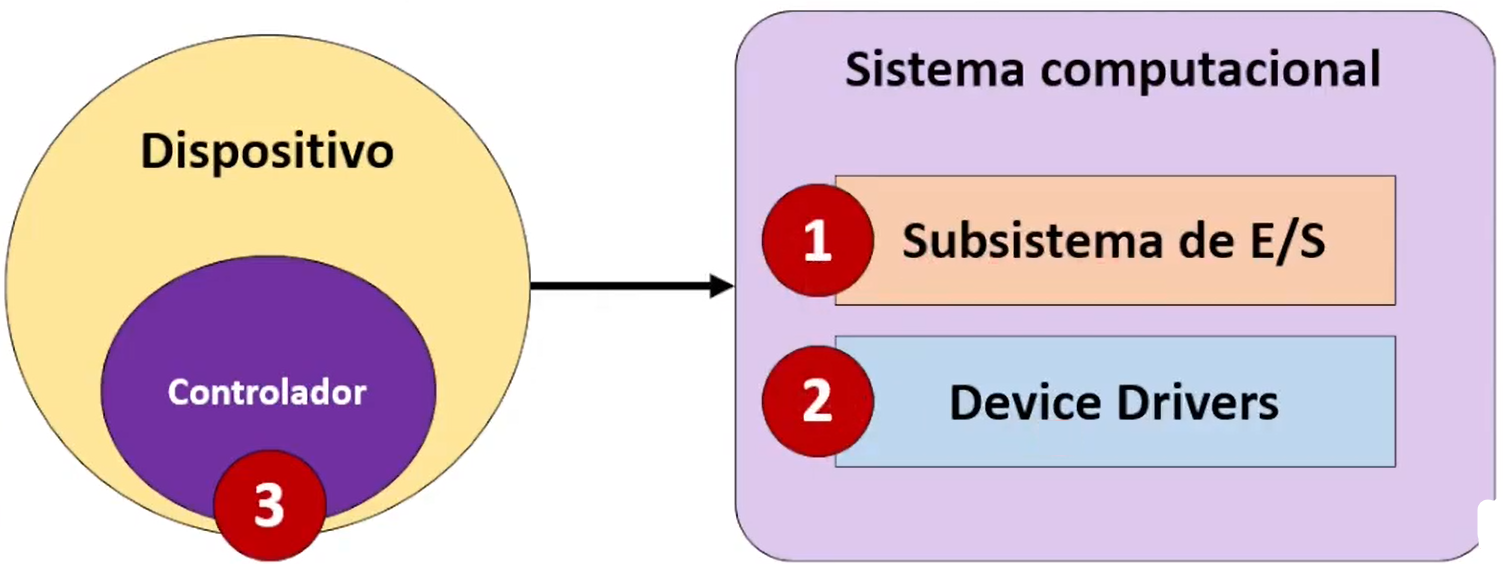 Dispositivo
Controlador
3
Sistema computacional
1 Subsistema de E/S
2 Device Drivers